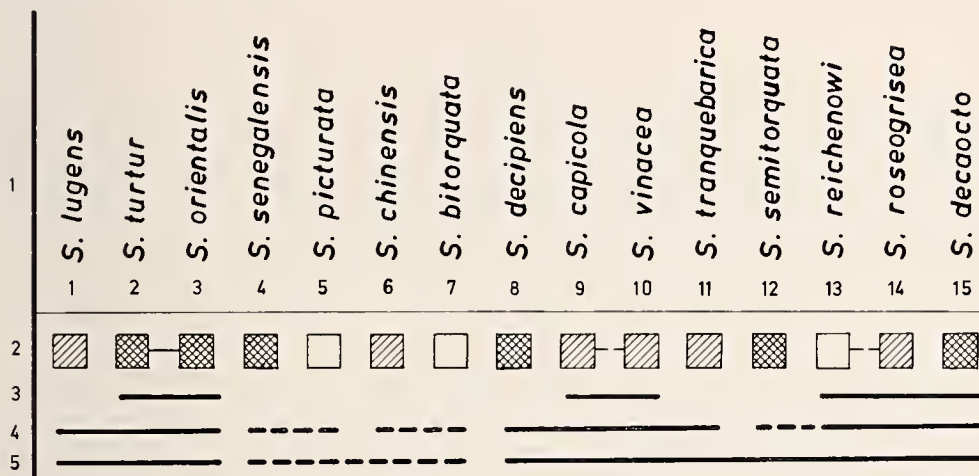 1
S. lugens
S. turtur
S. orientalis
S. senegalensis
S. picturata
S. chinensis
S. bitorquata
S. decipiens
S. capicola
S. vinacea
S. tranquebarica
S. semitorquata
S. reichenowi
S. roseogrisea
S. decaocto
1 2 3 4 5 6 7 8 9 10 11 12 13 14 15
2
3
4
5